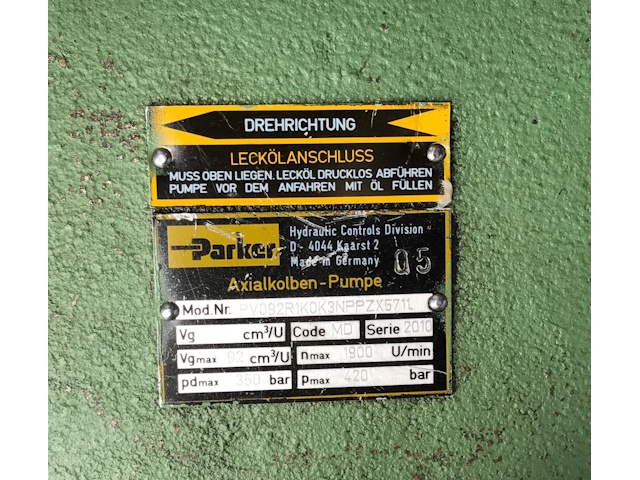 DREHRICHTUNG
LECKÖLANSCHLUSS
MUSS OBEN LIEGEN. LECKÖL DRUCKLOS ABFÜHREN
PUMPE VOR DEM ANFAHREN MIT ÖL FÜLLEN
Parker
Hydraulic Controls Division
D - 4044 Kaarst 2
Made in Germany
05
Axialkolben-Pumpe
Mod.Nr. PV092R1K0K3NPPZX5711
Vg cm³/U Code MD Serie 2010
Vgmax 92 cm³/U nmax 1900 U/min
pdmax 350 bar pmax 420 bar